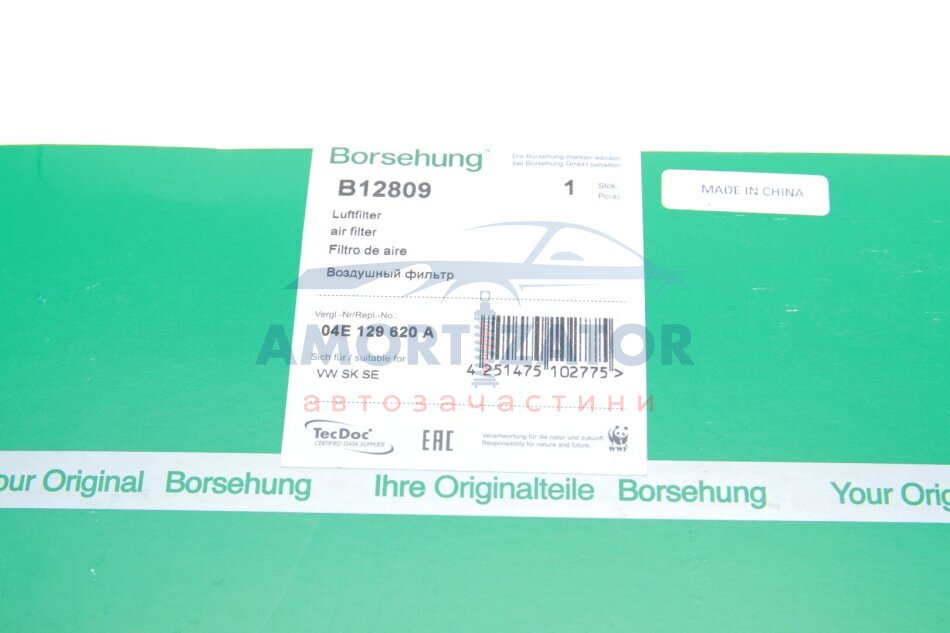 Borsehung
Die Borsehung marken werden
bei Borsehung GmbH behalten.
B12809
1 Stck.
Pc(s).
MADE IN CHINA
Luftfilter
air filter
Filtro de aire
Воздушный фильтр
Vergl.-Nr/Repl.-No.:
04E 129 620 A
AMORTIZATOR
Sich für / suitable for
VW SK SE
4 251475 102775 >
автозапчастини
TecDoc
CERTIFIED DATA SUPPLIER
EAC
Verantwortung für die natur und zukunft
Responsibility for nature and future.
WWF
our Original Borsehung Ihre Originalteile Borsehung Your Orig